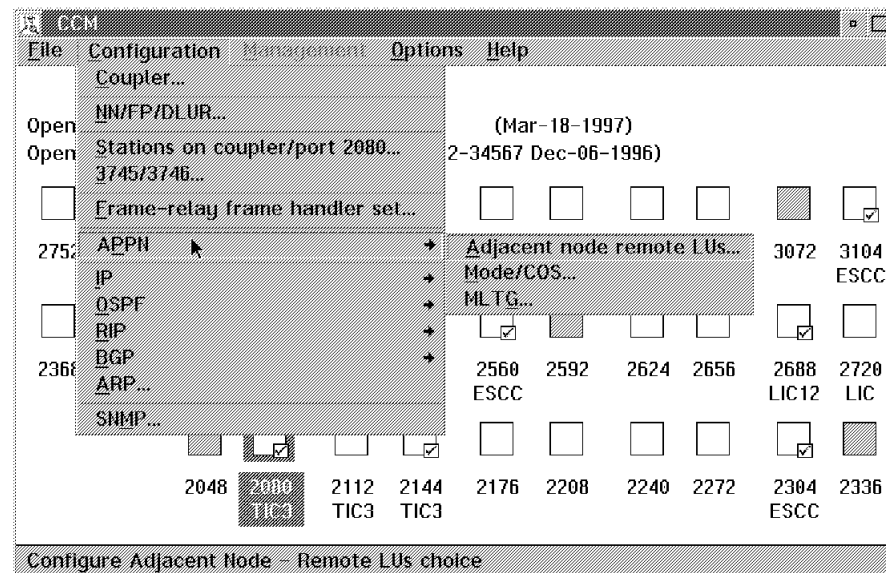 CCM
File Configuration Management Options Help
Coupler...
NN/FP/DLUR...
Open (Mar-18-1997)
Stations on coupler/port 2080...
Open 2-34567 Dec-06-1996)
3745/3746...
Frame-relay frame handler set...
APPN
Adjacent node remote LUs...
2752 3072 3104
ESCC
IP
Mode/COS...
OSPF
MLTG...
RIP
BGP
2368 2560 2592 2624 2656 2688 2720
ESCC LIC12 LIC
ARP...
SNMP...
2048 2080 2112 2144 2176 2208 2240 2272 2304 2336
TIC3 TIC3 TIC3 ESCC
Configure Adjacent Node - Remote LUs choice